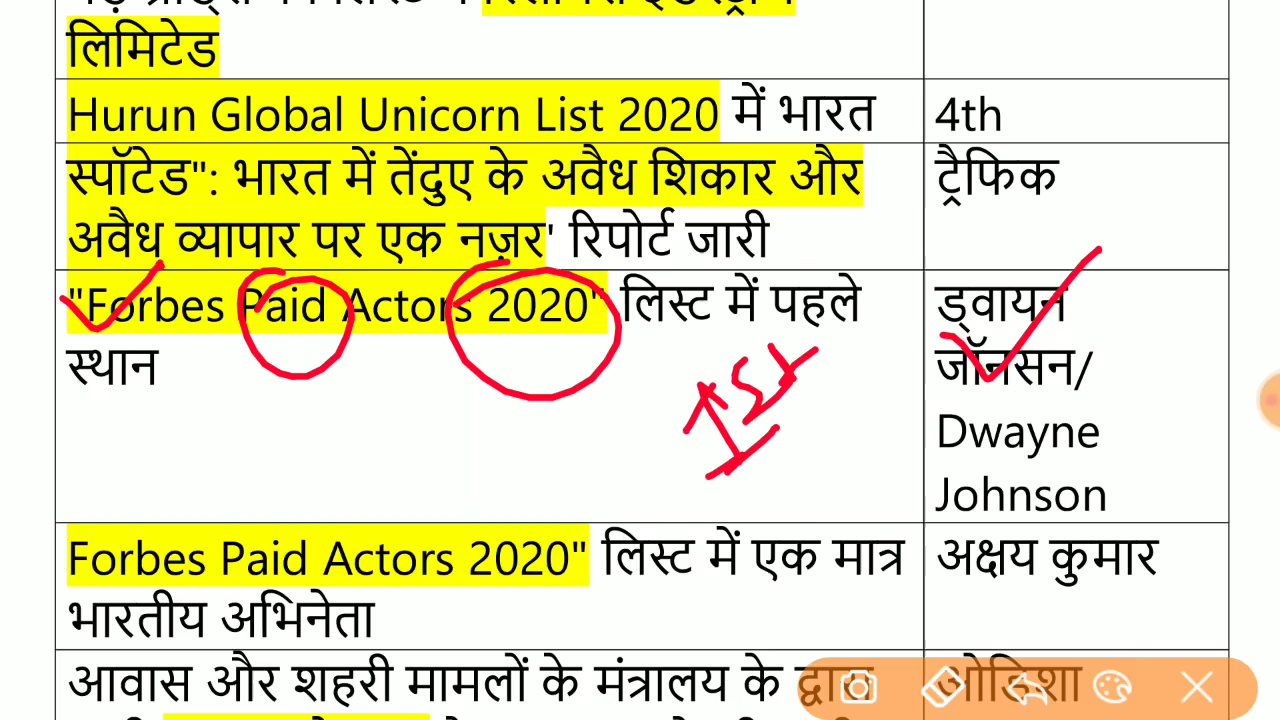 लिमिटेड
Hurun Global Unicorn List 2020 में भारत
4th
स्पॉटेड": भारत में तेंदुए के अवैध शिकार और
ट्रैफिक
अवैध व्यापार पर एक नज़र' रिपोर्ट जारी
"Forbes Paid Actors 2020" लिस्ट में पहले
ड्वायन
स्थान
जॉनसन/
1st
Dwayne
Johnson
Forbes Paid Actors 2020" लिस्ट में एक मात्र
अक्षय कुमार
भारतीय अभिनेता
आवास और शहरी मामलों के मंत्रालय के द्वारा
ओडिशा